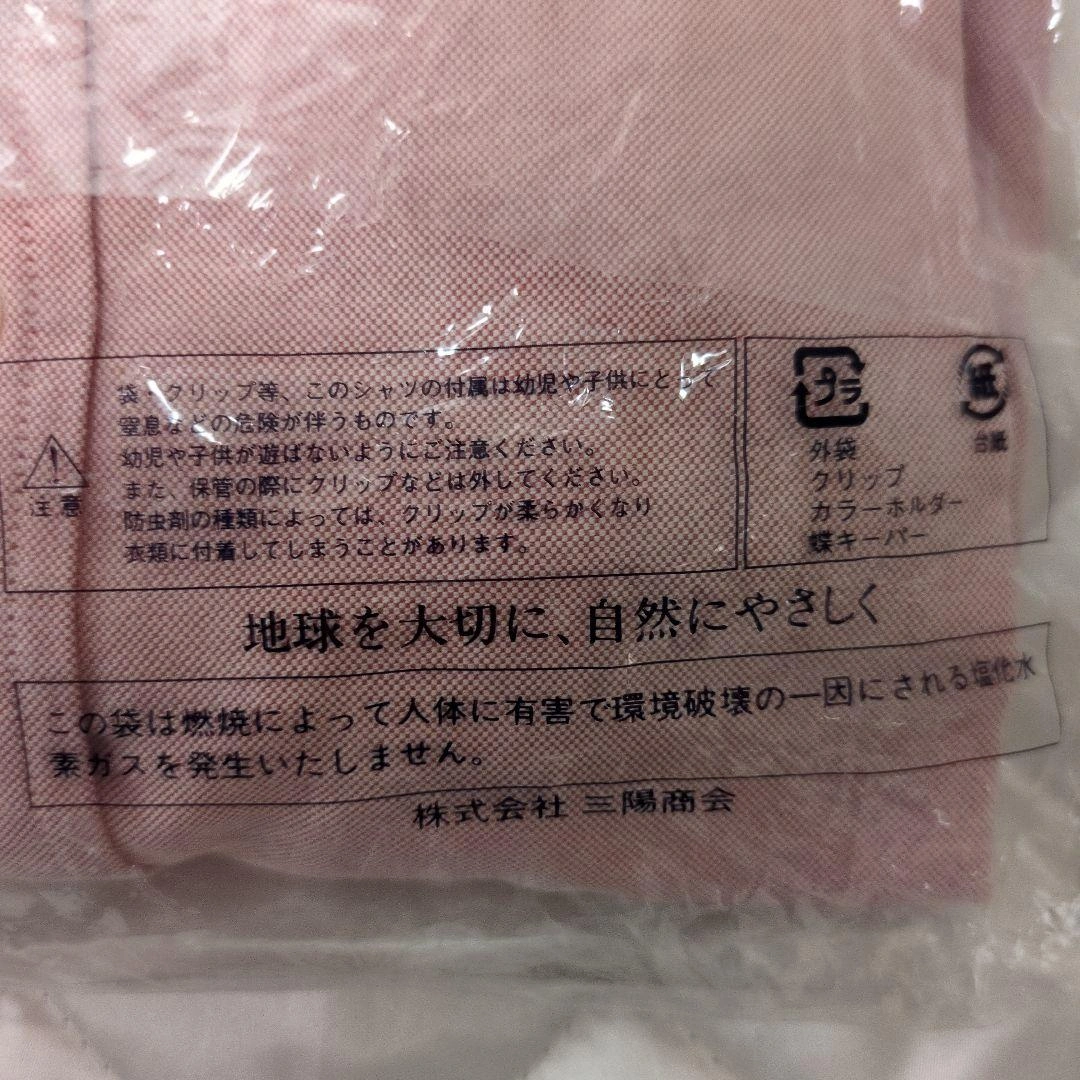 袋・クリップ等、このシャツの付属は幼児や子供にとって
窒息などの危険が伴うものです。
幼児や子供が遊ばないようにご注意ください。
また、保管の際にクリップなどは外してください。
防虫剤の種類によっては、クリップが柔らかくなり
衣類に付着してしまうことがあります。
注意
プラ
外袋
クリップ
カラーホルダー
蝶キーパー
紙
台紙
地球を大切に、自然にやさしく
この袋は燃焼によって人体に有害で環境破壊の一因にされる塩化水
素ガスを発生いたしません。
株式会社 三陽商会